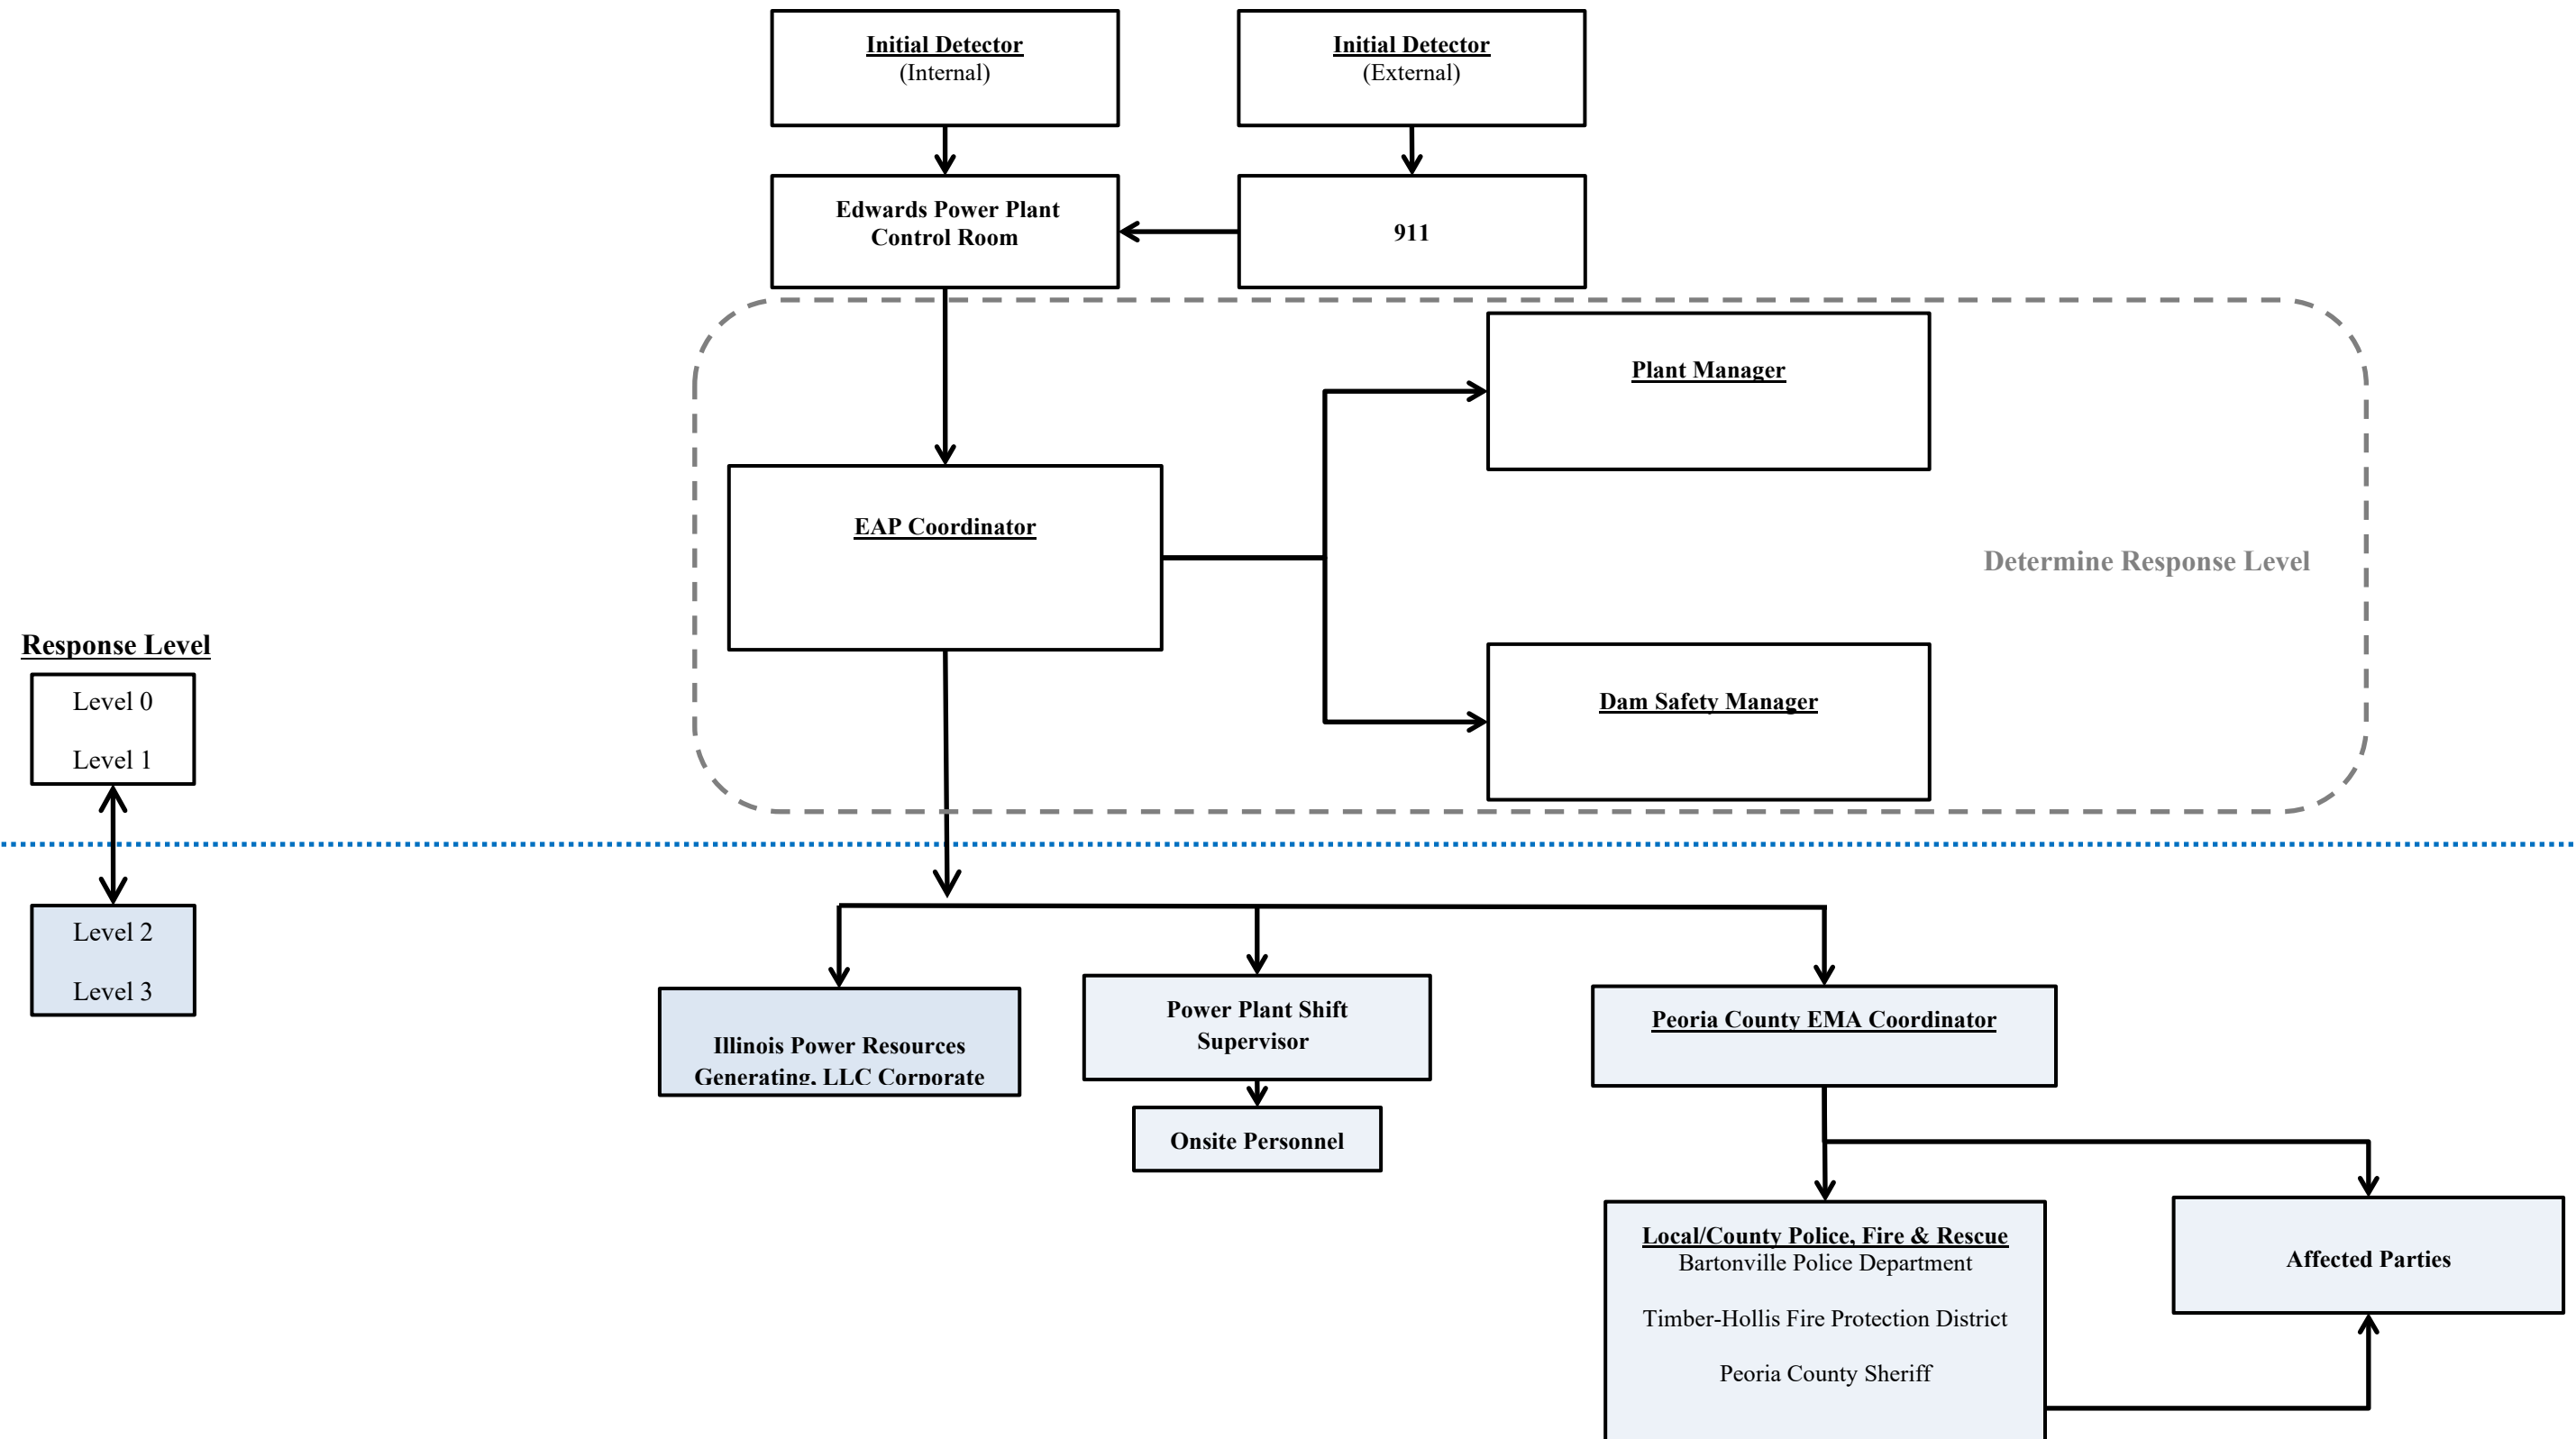 Initial Detector
(Internal)
Initial Detector
(External)
Edwards Power Plant
Control Room
911
Plant Manager
EAP Coordinator
Determine Response Level
Dam Safety Manager
Response Level
Level 0
Level 1
Level 2
Level 3
Illinois Power Resources
Generating, LLC Corporate
Power Plant Shift
Supervisor
Onsite Personnel
Peoria County EMA Coordinator
Local/County Police, Fire & Rescue
Bartonville Police Department
Timber-Hollis Fire Protection District
Peoria County Sheriff
Affected Parties